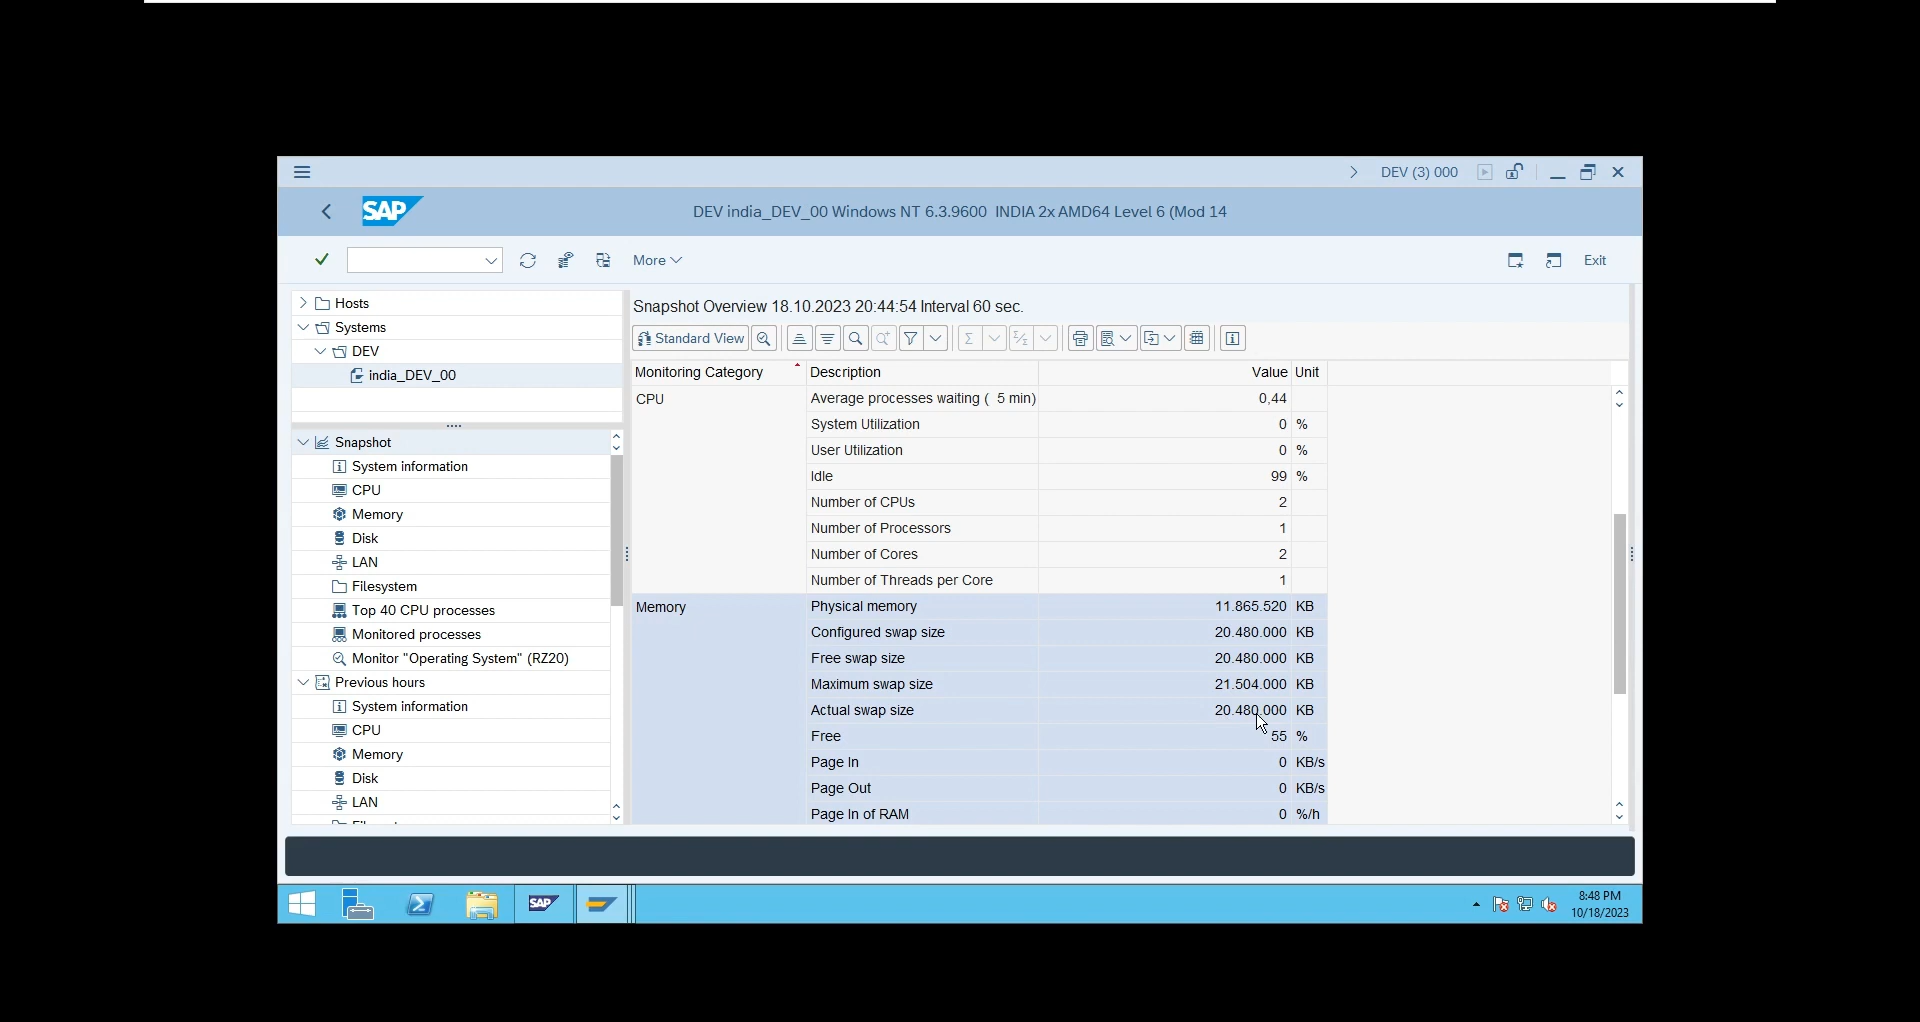 DEV (3) 000
SAP
DEV india_DEV_00 Windows NT 6.3.9600 INDIA 2x AMD64 Level 6 (Mod 14
More
Exit
Hosts
Systems
DEV
india_DEV_00
Snapshot
System information
CPU
Memory
Disk
LAN
Filesystem
Top 40 CPU processes
Monitored processes
Monitor "Operating System" (RZ20)
Previous hours
System information
CPU
Memory
Disk
LAN
Snapshot Overview 18.10.2023 20:44:54 Interval 60 sec.
Standard View
Monitoring Category Description Value Unit
CPU Average processes waiting ( 5 min) 0,44
System Utilization 0 %
User Utilization 0 %
Idle 99 %
Number of CPUs 2
Number of Processors 1
Number of Cores 2
Number of Threads per Core 1
Memory Physical memory 11.865.520 KB
Configured swap size 20.480.000 KB
Free swap size 20.480.000 KB
Maximum swap size 21.504.000 KB
Actual swap size 20.480.000 KB
Free 55 %
Page In 0 KB/s
Page Out 0 KB/s
Page In of RAM 0 %/h
SAP
8:48 PM
10/18/2023